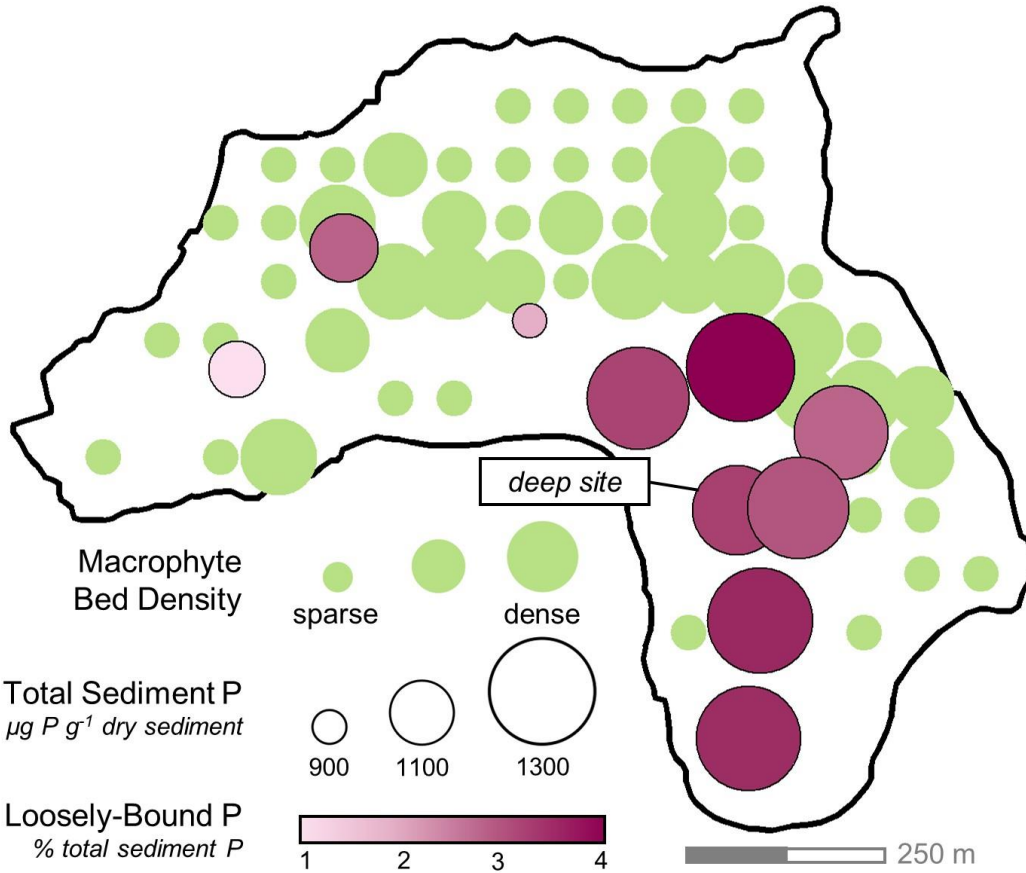 deep site
Macrophyte
Bed Density
sparse
dense
Total Sediment P
µg P g⁻¹ dry sediment
900
1100
1300
Loosely-Bound P
% total sediment P
1
2
3
4
250 m